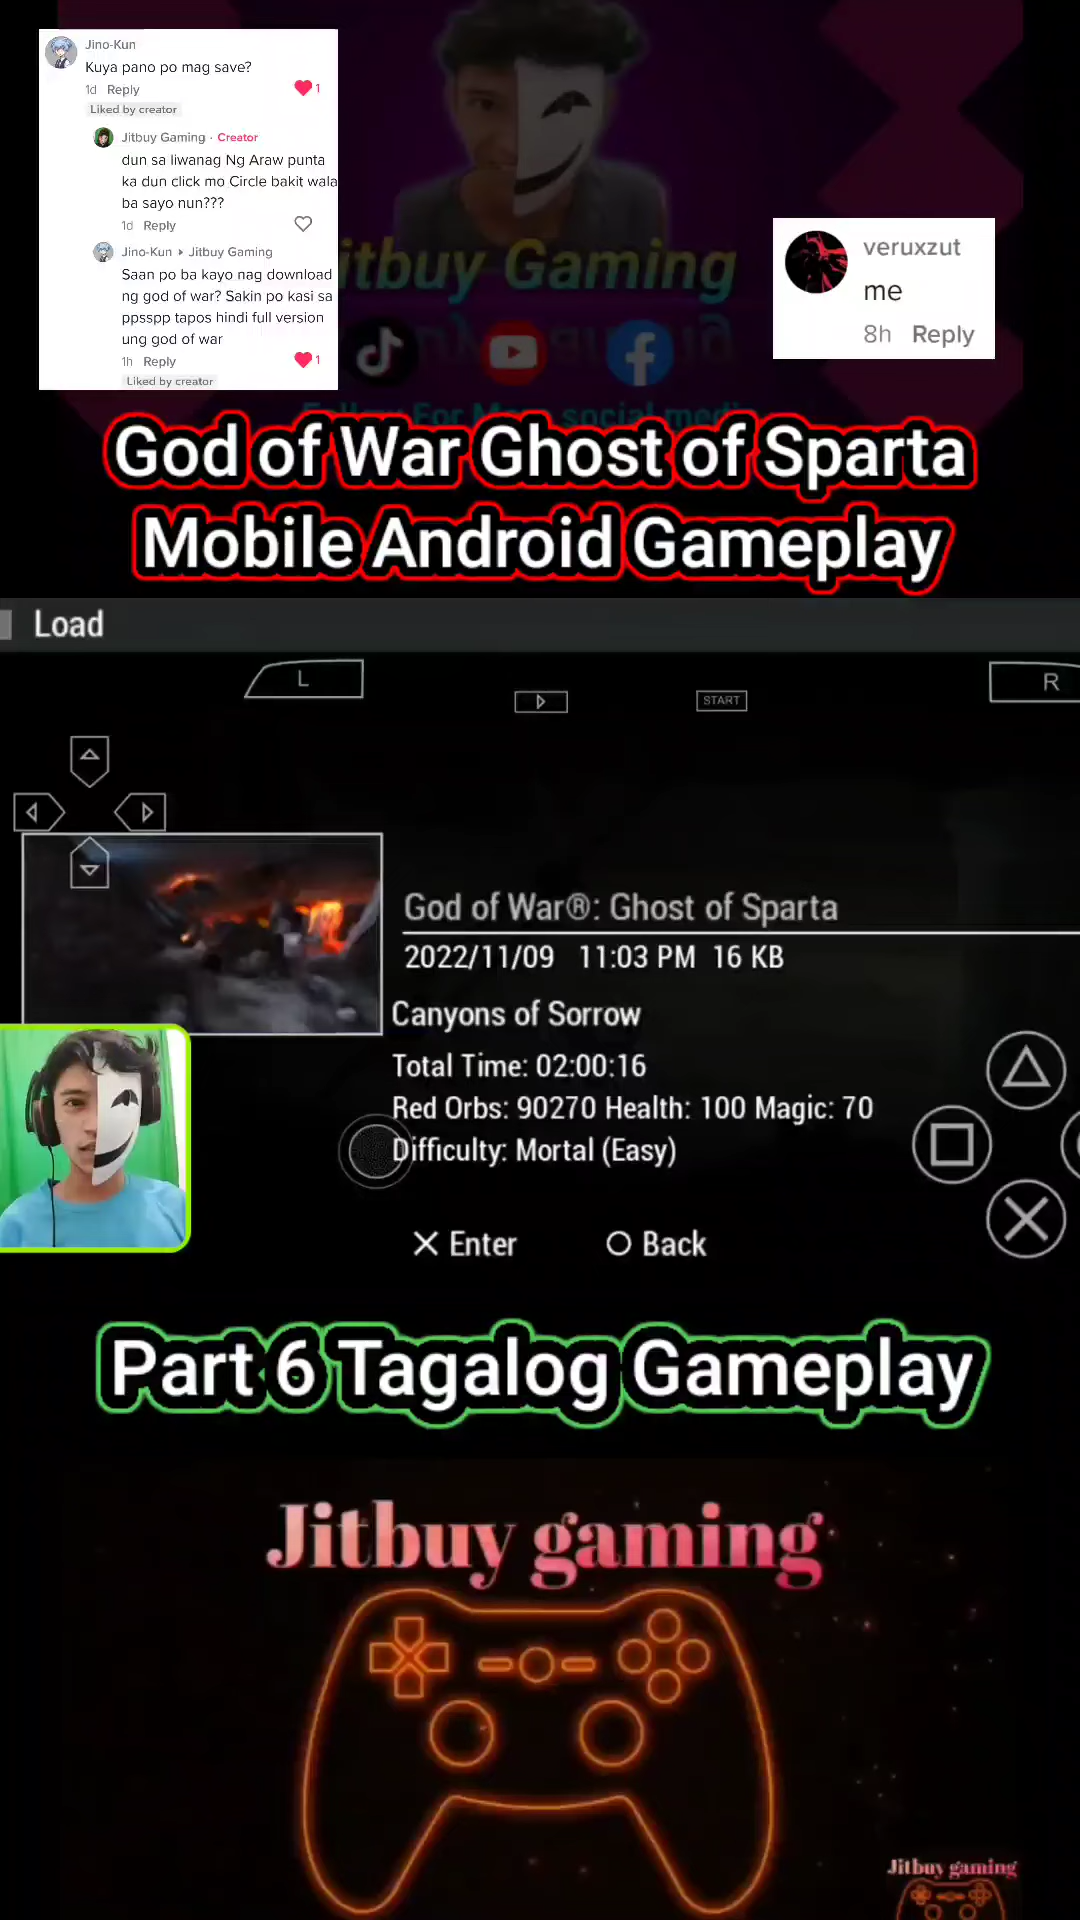 Jino-Kun
Kuya pano po mag save?
1d Reply
1
Liked by creator
Jitbuy Gaming · Creator
dun sa liwanag Ng Araw punta
ka dun click mo Circle bakit wala
ba sayo nun???
1d Reply
Jino-Kun ▸ Jitbuy Gaming
Saan po ba kayo nag download
ng god of war? Sakin po kasi sa
ppsspp tapos hindi full version
ung god of war
1h Reply
1
Liked by creator
veruxzut
me
8h Reply
itbuy Gaming
God of War Ghost of Sparta
Mobile Android Gameplay
Load
L
START
R
God of War®: Ghost of Sparta
2022/11/09 11:03 PM 16 KB
Canyons of Sorrow
Total Time: 02:00:16
Red Orbs: 90270 Health: 100 Magic: 70
Difficulty: Mortal (Easy)
X Enter O Back
Part 6 Tagalog Gameplay
Jitbuy gaming
Jitbuy gaming